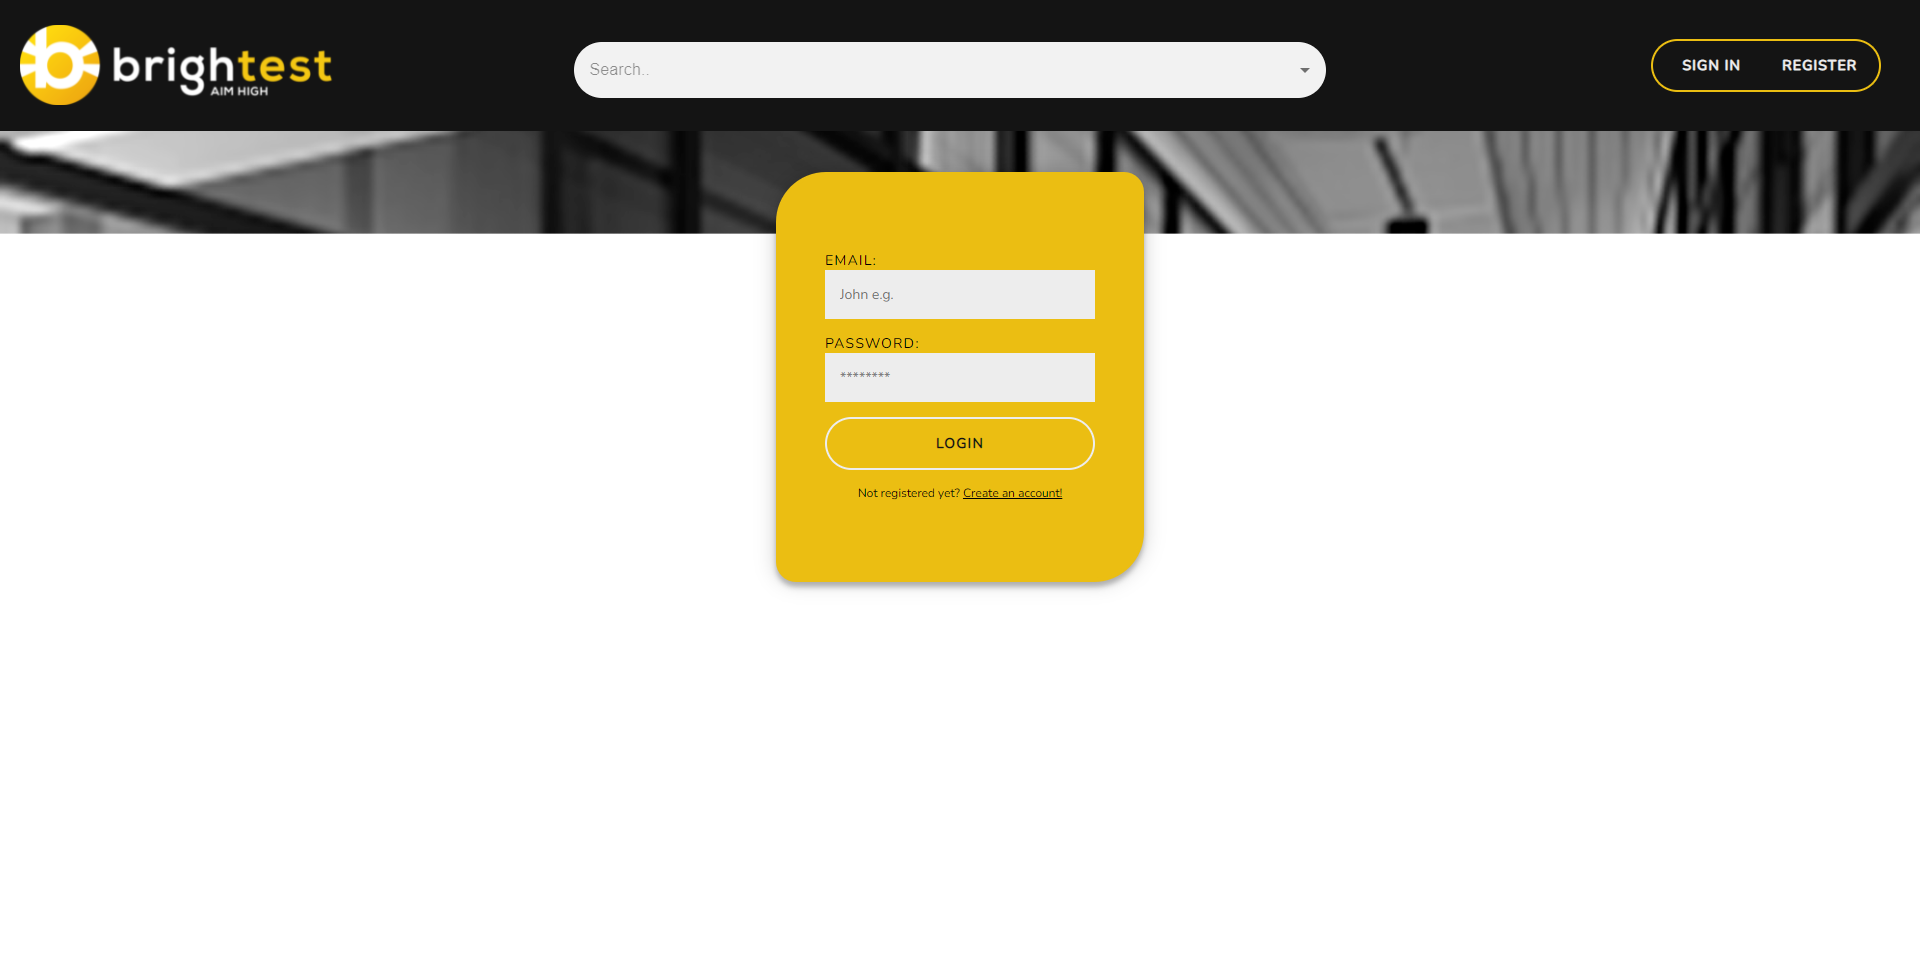 brightest
AIM HIGH
Search..
SIGN IN REGISTER
EMAIL:
John e.g.
PASSWORD:
********
LOGIN
Not registered yet? Create an account!